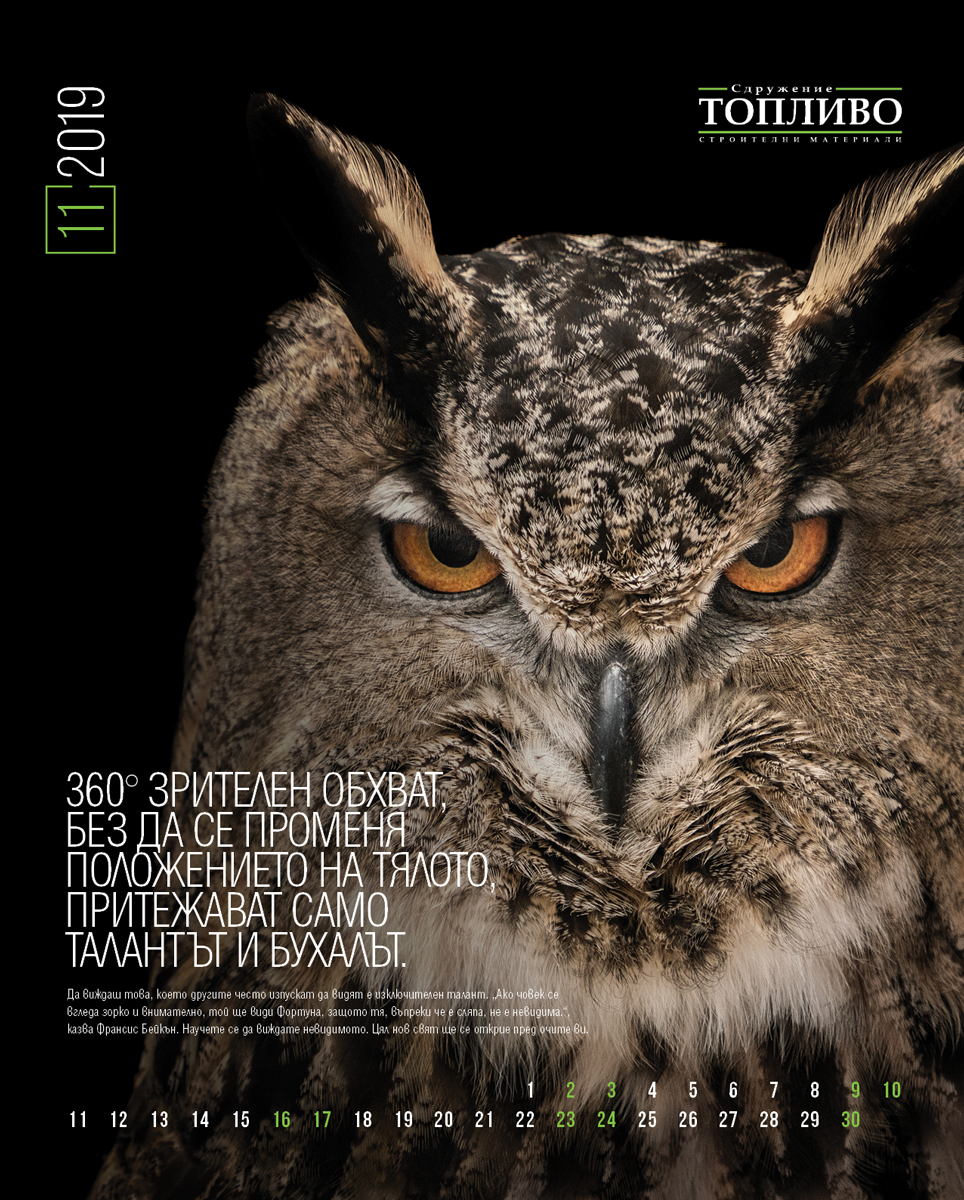 11 2019
Сдружение
ТОПЛИВО
СТРОИТЕЛНИ МАТЕРИАЛИ
360° ЗРИТЕЛЕН ОБХВАТ,
БЕЗ ДА СЕ ПРОМЕНЯ
ПОЛОЖЕНИЕТО НА ТЯЛОТО,
ПРИТЕЖАВАТ САМО
ТАЛАНТЪТ И БУХАЛЪТ.
Да виждаш това, което другите често изпускат да видят е изключителен талант. „Ако човек се
вгледа зорко и внимателно, той ще види Фортуна, защото тя, въпреки че е сляпа, не е невидима.“,
казва Франсис Бейкън. Научете се да виждате невидимото. Цял нов свят ще се открие пред очите ви.
1 2 3 4 5 6 7 8 9 10
11 12 13 14 15 16 17 18 19 20 21 22 23 24 25 26 27 28 29 30